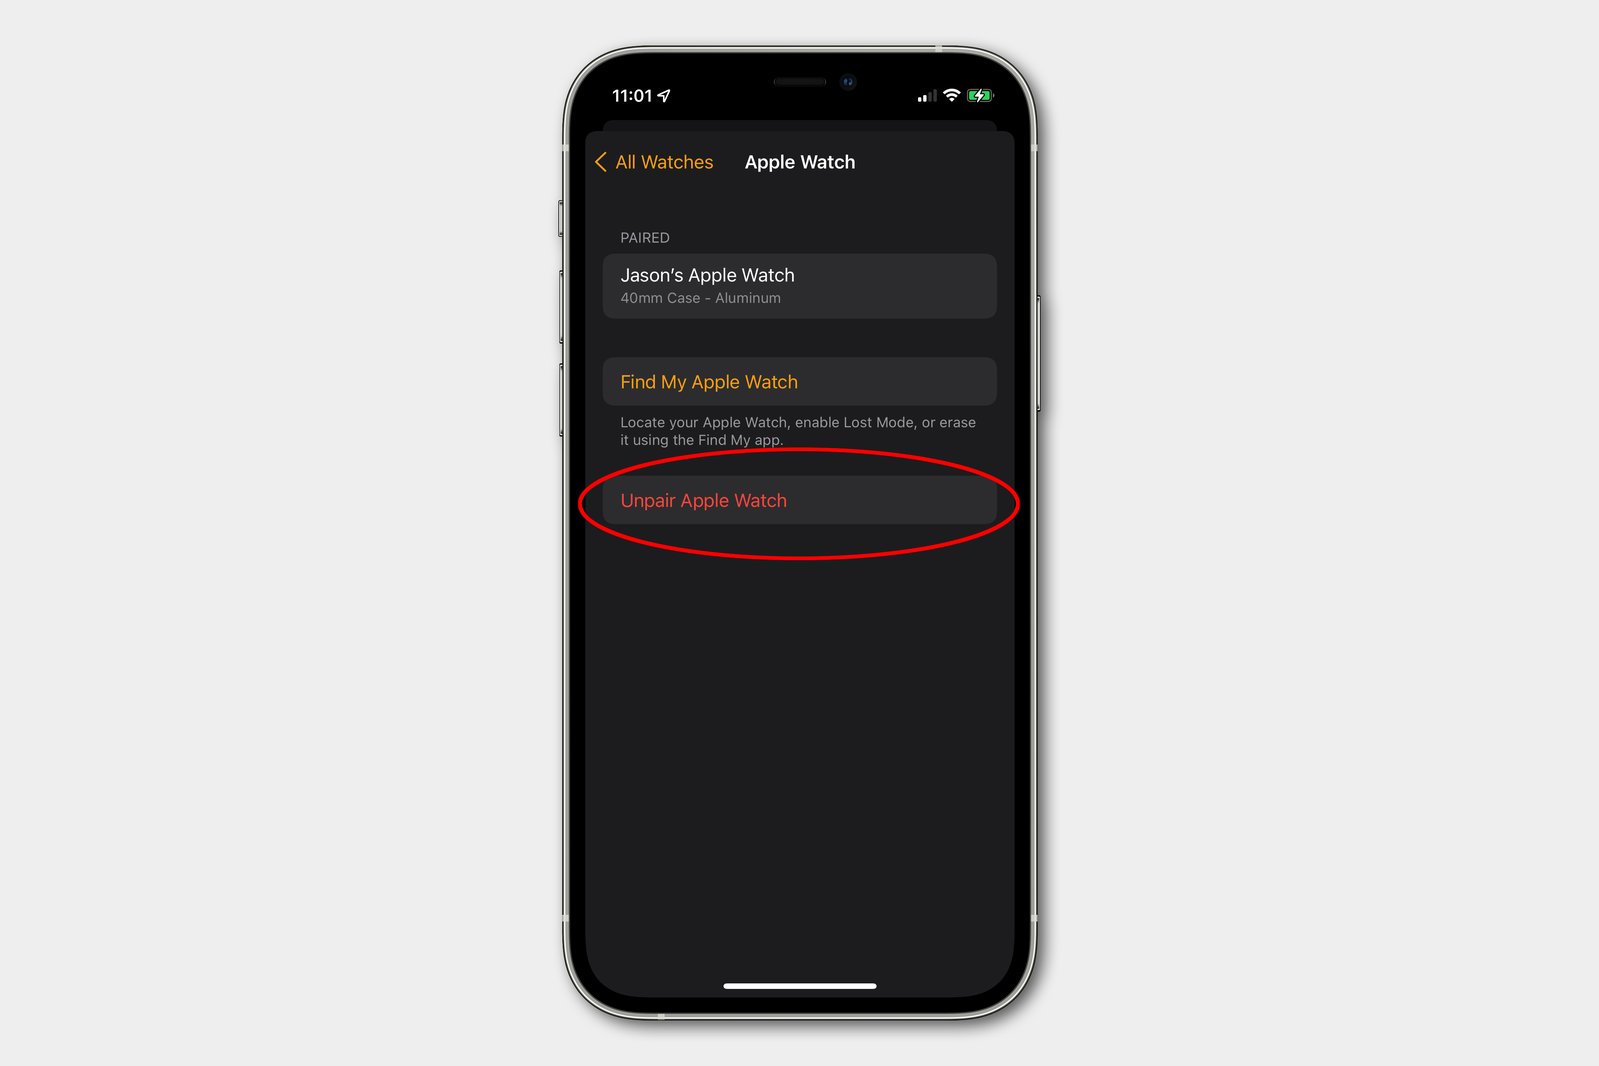 11:01
All Watches
Apple Watch
PAIRED
Jason’s Apple Watch
40mm Case - Aluminum
Find My Apple Watch
Locate your Apple Watch, enable Lost Mode, or erase
it using the Find My app.
Unpair Apple Watch